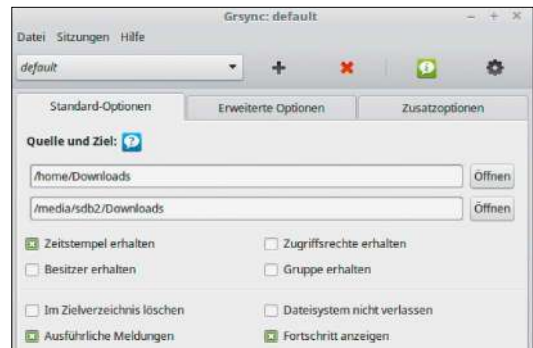 Grsync: default
Datei Sitzungen Hilfe
default
Standard-Optionen Erweiterte Optionen Zusatzoptionen
Quelle und Ziel:
/home/Downloads Öffnen
/media/sdb2/Downloads Öffnen
Zeitstempel erhalten Zugriffsrechte erhalten
Besitzer erhalten Gruppe erhalten
Im Zielverzeichnis löschen Dateisystem nicht verlassen
Ausführliche Meldungen Fortschritt anzeigen